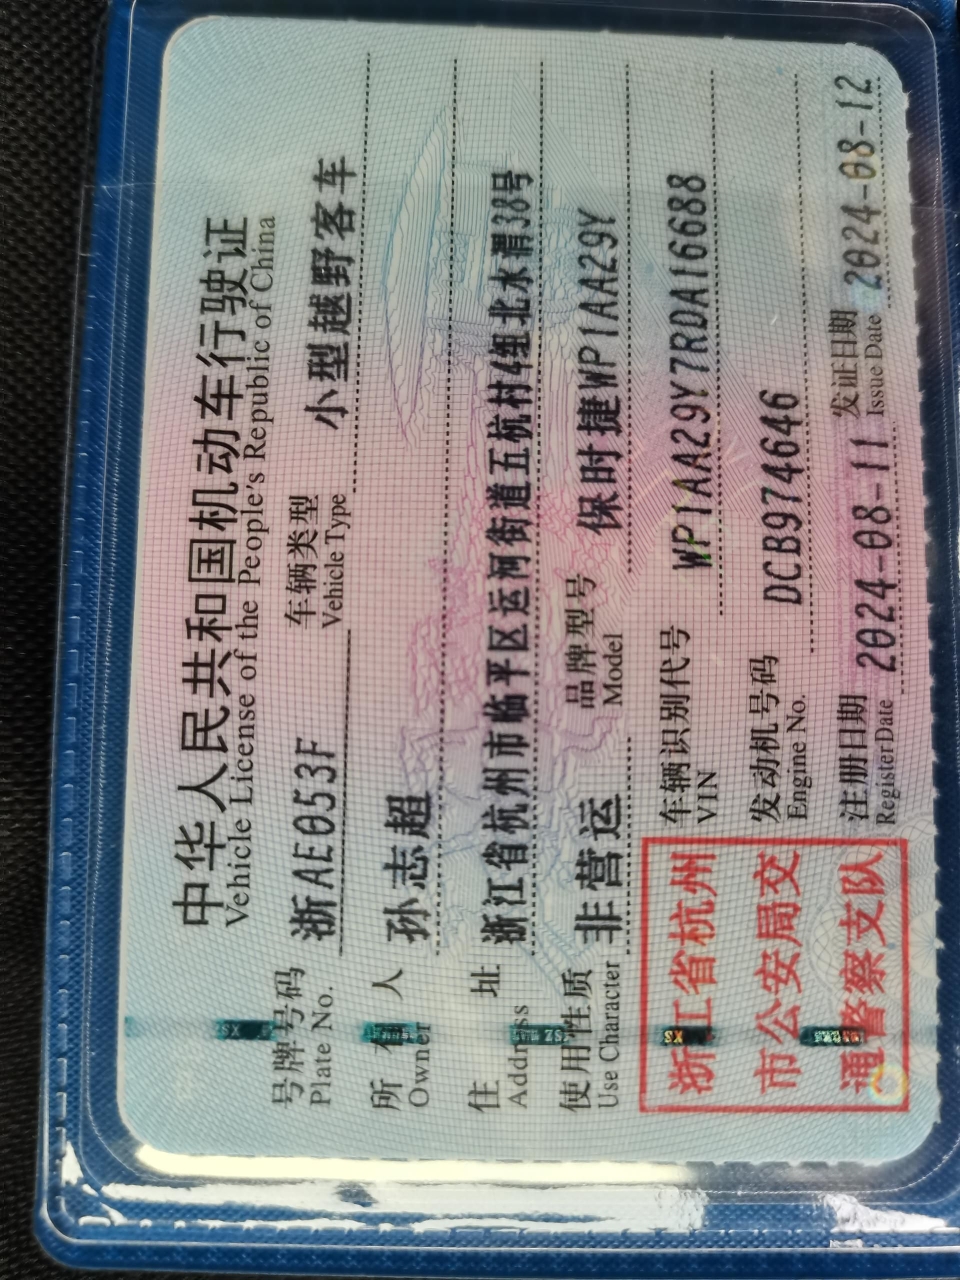 中华人民共和国机动车行驶证
Vehicle License of the People's Republic of China
号牌号码 浙AE053F 车辆类型 小型越野客车
Plate No. Vehicle Type
所有人 孙志超
Owner
住址 浙江省杭州市临平区运河街道五杭村4组北水渭38号
Address
使用性质 非营运 品牌型号 保时捷WP1AA29Y
Use Character Model
浙江省杭州
市公安局交
通警察支队
车辆识别代号 WP1AA29Y7RDA16688
VIN
发动机号码 DCB974646
Engine No.
注册日期 2024-08-11 发证日期 2024-08-12
Register Date Issue Date